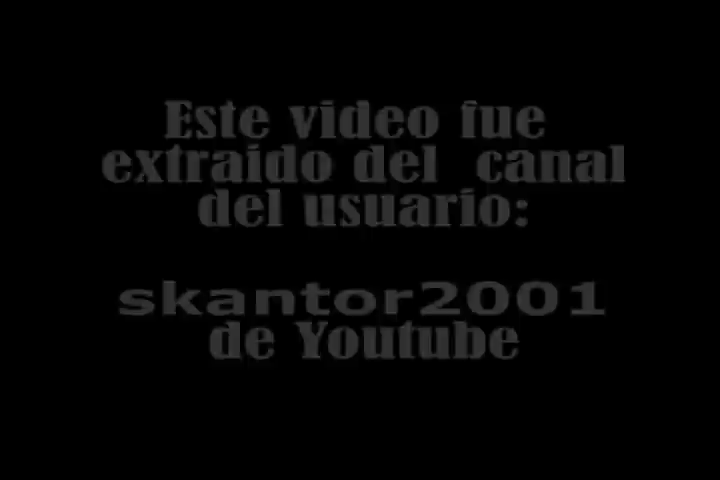 Este video fue
extraido del canal
del usuario:
skantor2001
de Youtube